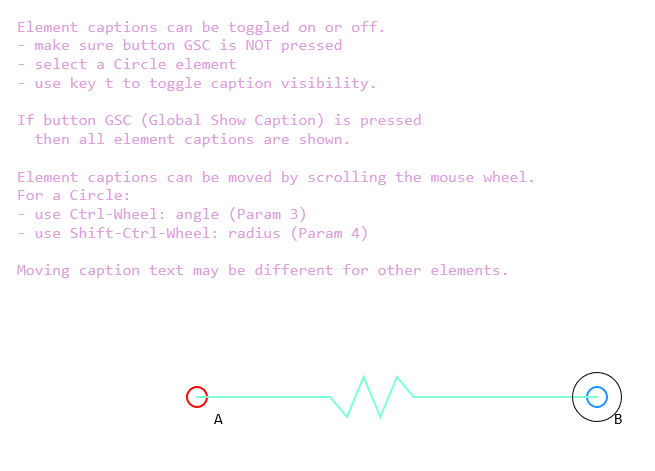 Element captions can be toggled on or off.
- make sure button GSC is NOT pressed
- select a Circle element
- use key t to toggle caption visibility.
If button GSC (Global Show Caption) is pressed
then all element captions are shown.
Element captions can be moved by scrolling the mouse wheel.
For a Circle:
- use Ctrl-Wheel: angle (Param 3)
- use Shift-Ctrl-Wheel: radius (Param 4)
Moving caption text may be different for other elements.
A
B